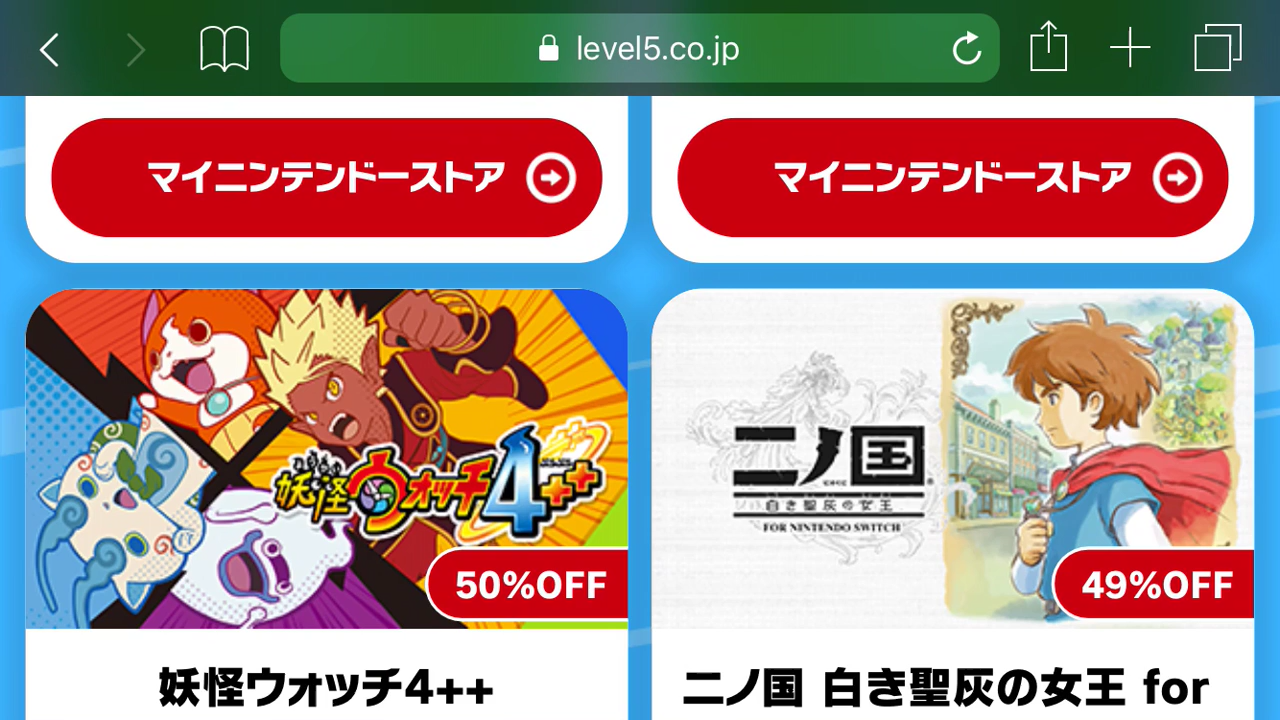 level5.co.jp
マイニンテンドーストア
マイニンテンドーストア
妖怪ウォッチ4++
50%OFF
二ノ国
白き聖灰の女王
FOR NINTENDO SWITCH
49%OFF
妖怪ウォッチ4++
二ノ国 白き聖灰の女王 for